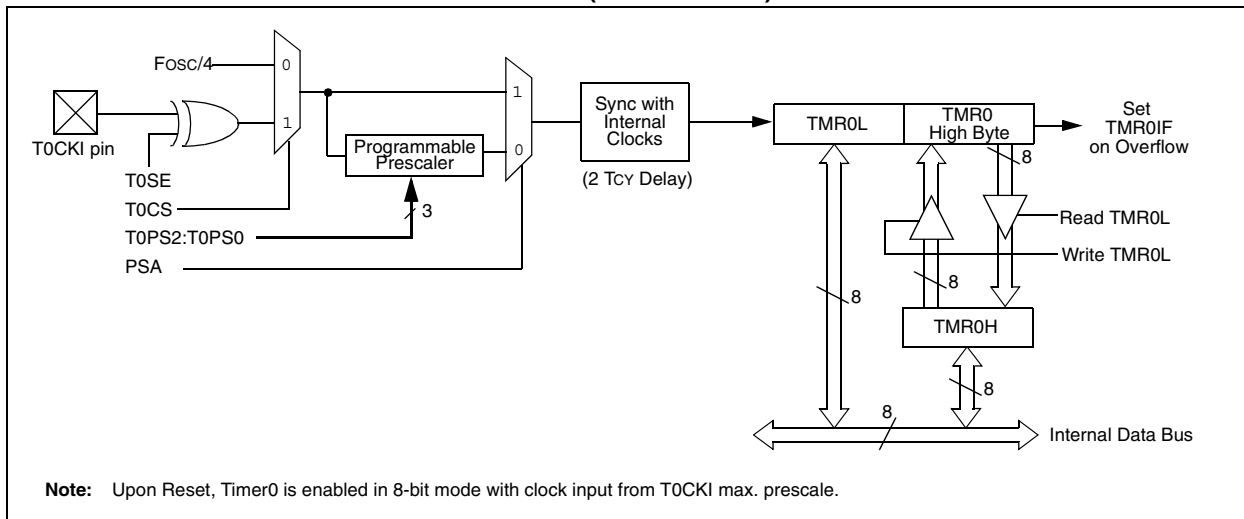 FOSC/4
0
1
T0CKI pin
T0SE
T0CS
T0PS2:T0PS0
PSA
Programmable
Prescaler
3
1
0
Sync with
Internal
Clocks
(2 TCY Delay)
TMR0L
TMR0
High Byte
Set
TMR0IF
on Overflow
8
Read TMR0L
Write TMR0L
8
8
TMR0H
8
8
Internal Data Bus
Note: Upon Reset, Timer0 is enabled in 8-bit mode with clock input from T0CKI max. prescale.